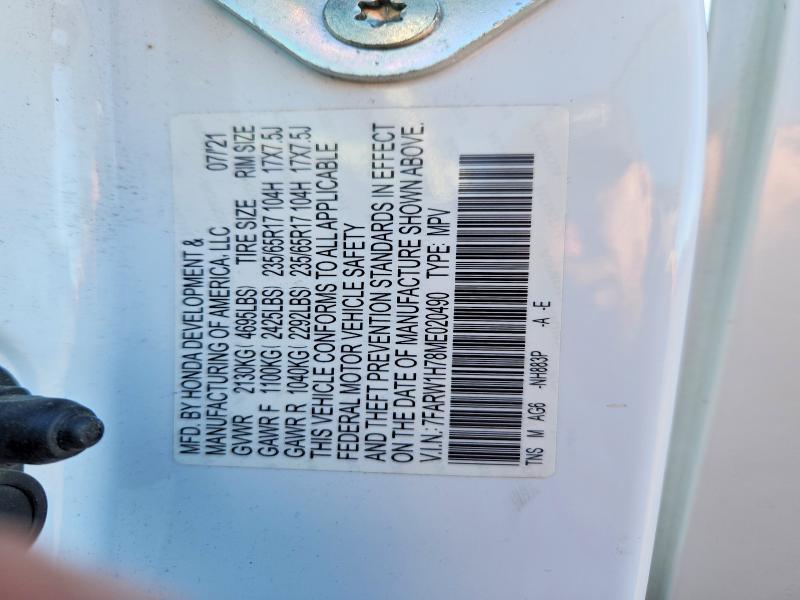 MFD. BY HONDA DEVELOPMENT &
MANUFACTURING OF AMERICA, LLC 07/21
GVWR 2130KG( 4695LBS) TIRE SIZE RIM SIZE
GAWR F 1100KG( 2425LBS) 235/65R17 104H 17X7.5J
GAWR R 1040KG( 2292LBS) 235/65R17 104H 17X7.5J
THIS VEHICLE CONFORMS TO ALL APPLICABLE
FEDERAL MOTOR VEHICLE SAFETY
AND THEFT PREVENTION STANDARDS IN EFFECT
ON THE DATE OF MANUFACTURE SHOWN ABOVE.
V.I.N: 7FARW1H78ME020490 TYPE: MPV
TNS M AG6 -NH883P -A -E